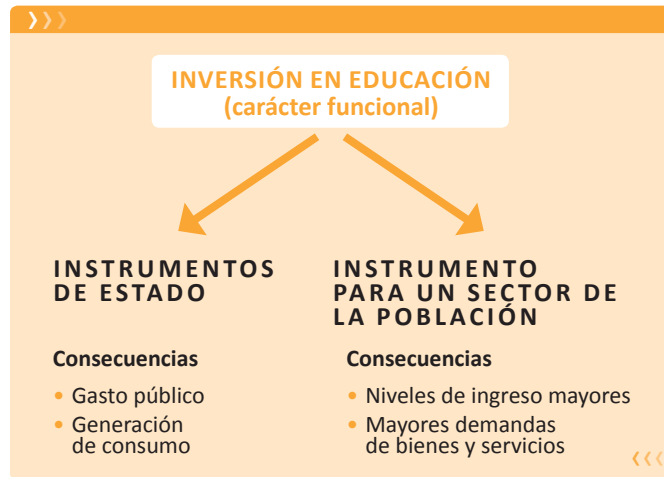 INVERSIÓN EN EDUCACIÓN
(carácter funcional)
INSTRUMENTOS
DE ESTADO
Consecuencias
• Gasto público
• Generación
de consumo
INSTRUMENTO
PARA UN SECTOR DE
LA POBLACIÓN
Consecuencias
• Niveles de ingreso mayores
• Mayores demandas
de bienes y servicios